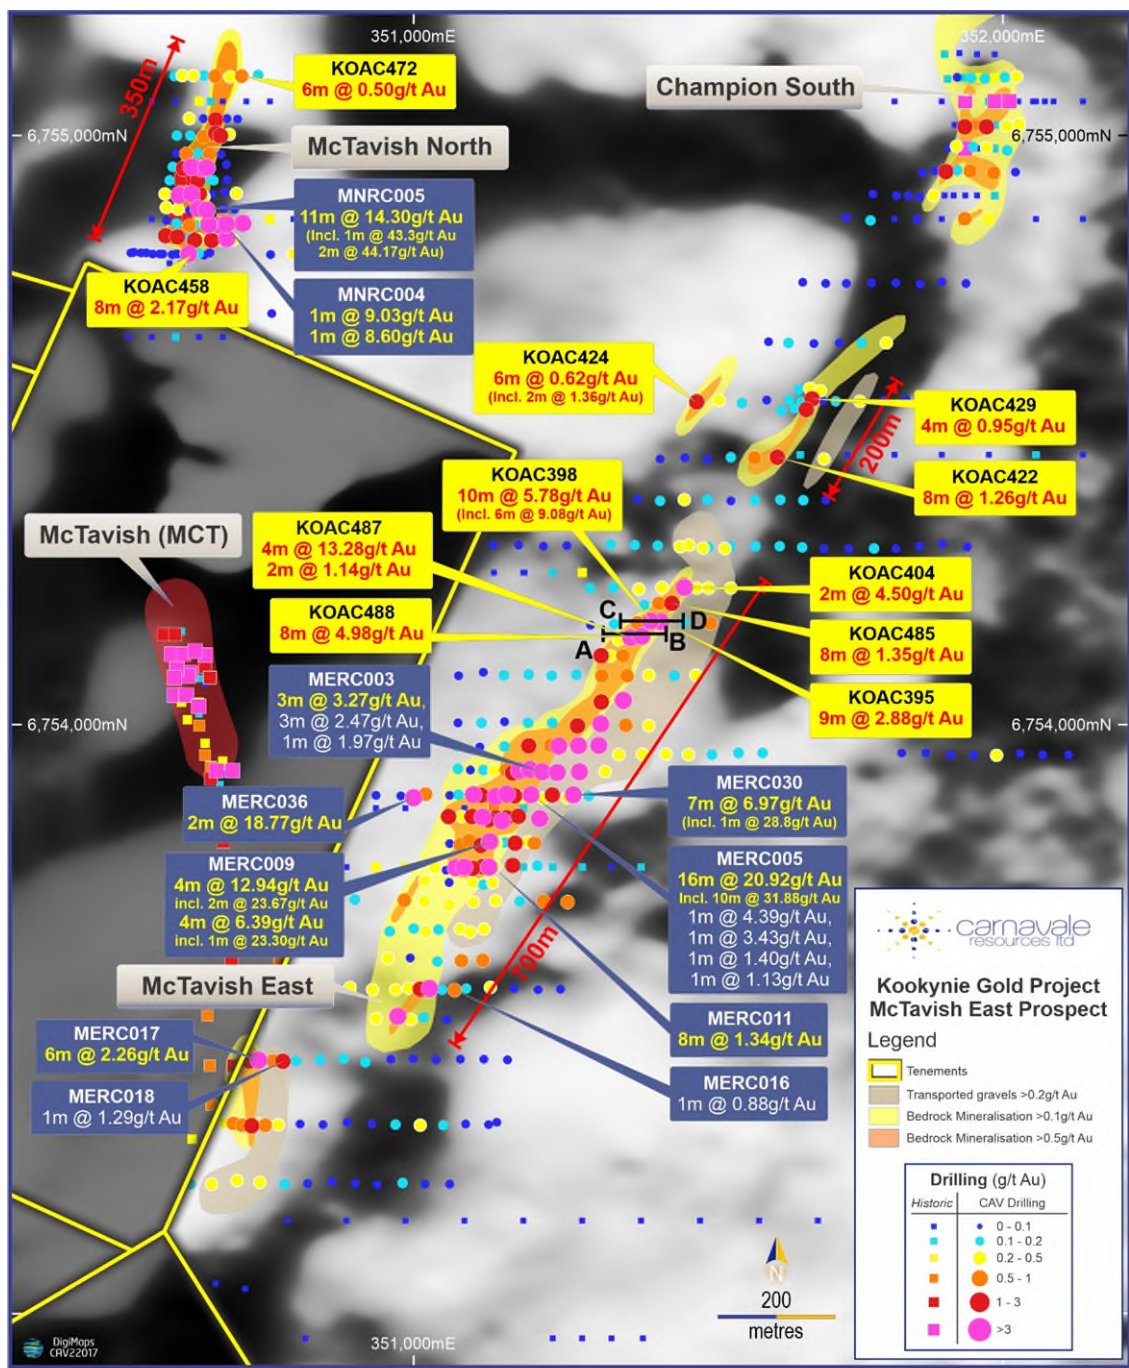 351,000mE
352,000mE
KOAC472
6m @ 0.50g/t Au
Champion South
350m
6,755,000mN
6,755,000mN
McTavish North
MNRC005
11m @ 14.30g/t Au
(Incl. 1m @ 43.3g/t Au
2m @ 44.17g/t Au)
KOAC458
8m @ 2.17g/t Au
MNRC004
1m @ 9.03g/t Au
1m @ 8.60g/t Au
KOAC424
6m @ 0.62g/t Au
(Incl. 2m @ 1.36g/t Au)
KOAC429
4m @ 0.95g/t Au
200m
KOAC422
8m @ 1.26g/t Au
KOAC398
10m @ 5.78g/t Au
(Incl. 6m @ 9.08g/t Au)
KOAC487
4m @ 13.28g/t Au
2m @ 1.14g/t Au
McTavish (MCT)
KOAC404
2m @ 4.50g/t Au
KOAC488
8m @ 4.98g/t Au
C
D
A
B
KOAC485
8m @ 1.35g/t Au
MERC003
3m @ 3.27g/t Au,
3m @ 2.47g/t Au,
1m @ 1.97g/t Au
KOAC395
9m @ 2.88g/t Au
6,754,000mN
6,754,000mN
MERC036
2m @ 18.77g/t Au
MERC030
7m @ 6.97g/t Au
(Incl. 1m @ 28.8g/t Au)
MERC009
4m @ 12.94g/t Au
incl. 2m @ 23.67g/t Au
4m @ 6.39g/t Au
incl. 1m @ 23.30g/t Au
MERC005
16m @ 20.92g/t Au
Incl. 10m @ 31.88g/t Au
1m @ 4.39g/t Au,
1m @ 3.43g/t Au,
1m @ 1.40g/t Au,
1m @ 1.13g/t Au
700m
McTavish East
MERC011
8m @ 1.34g/t Au
MERC017
6m @ 2.26g/t Au
MERC016
1m @ 0.88g/t Au
MERC018
1m @ 1.29g/t Au
carnavale
resources ltd
Kookynie Gold Project
McTavish East Prospect
Legend
Tenements
Transported gravels >0.2g/t Au
Bedrock Mineralisation >0.1g/t Au
Bedrock Mineralisation >0.5g/t Au
Drilling (g/t Au)
Historic CAV Drilling
0 - 0.1
0.1 - 0.2
0.2 - 0.5
0.5 - 1
1 - 3
>3
N
200
metres
351,000mE
DigiMaps
CAV22017